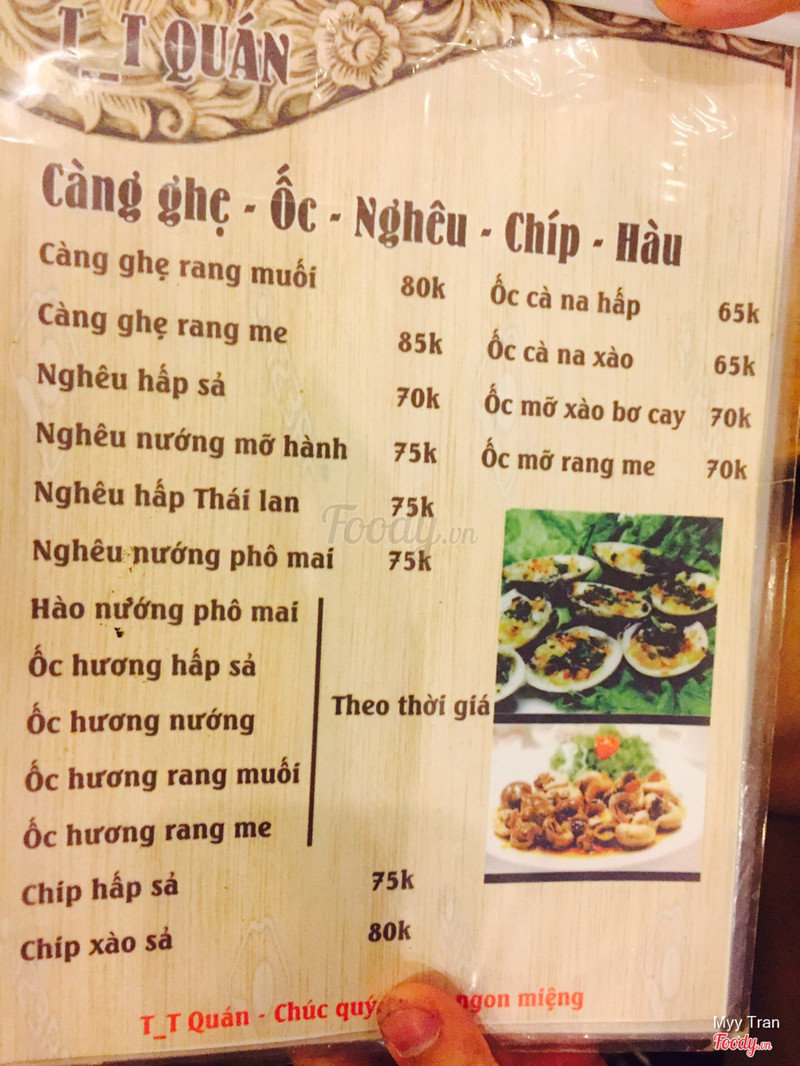 T_T QUÁN
Càng ghẹ - Ốc - Nghêu - Chíp - Hàu
Càng ghẹ rang muối 80k
Càng ghẹ rang me 85k
Nghêu hấp sả 70k
Nghêu nướng mỡ hành 75k
Nghêu hấp Thái lan 75k
Nghêu nướng phô mai 75k
Hào nướng phô mai
Ốc hương hấp sả
Ốc hương nướng
Ốc hương rang muối
Ốc hương rang me
Theo thời giá
Chíp hấp sả 75k
Chíp xào sả 80k
Ốc cà na hấp 65k
Ốc cà na xào 65k
Ốc mỡ xào bơ cay 70k
Ốc mỡ rang me 70k
Foody.vn
T_T Quán - Chúc quý ngon miệng
Myy Tran
Foody.vn